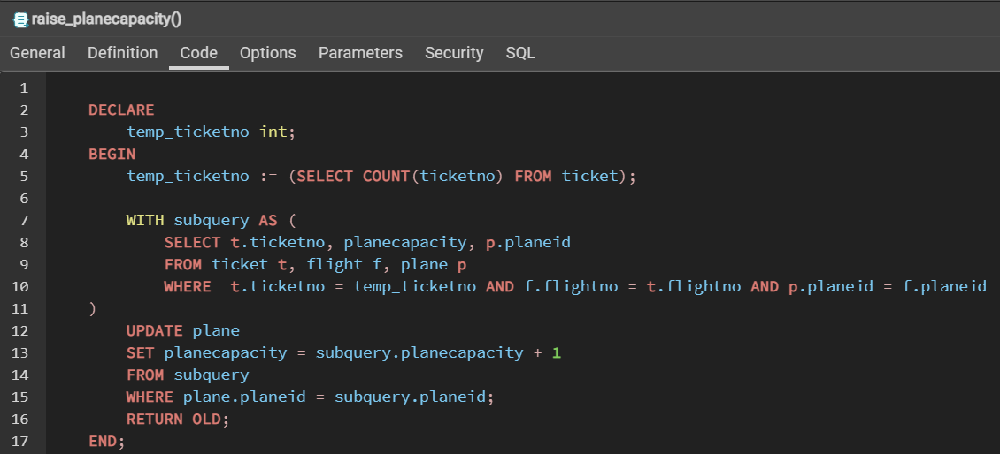 raise_planecapacity()
General Definition Code Options Parameters Security SQL
1
2 DECLARE
3 temp_ticketno int;
4 BEGIN
5 temp_ticketno := (SELECT COUNT(ticketno) FROM ticket);
6
7 WITH subquery AS (
8 SELECT t.ticketno, planecapacity, p.planeid
9 FROM ticket t, flight f, plane p
10 WHERE  t.ticketno = temp_ticketno AND f.flightno = t.flightno AND p.planeid = f.planeid
11 )
12 UPDATE plane
13 SET planecapacity = subquery.planecapacity + 1
14 FROM subquery
15 WHERE plane.planeid = subquery.planeid;
16 RETURN OLD;
17 END;